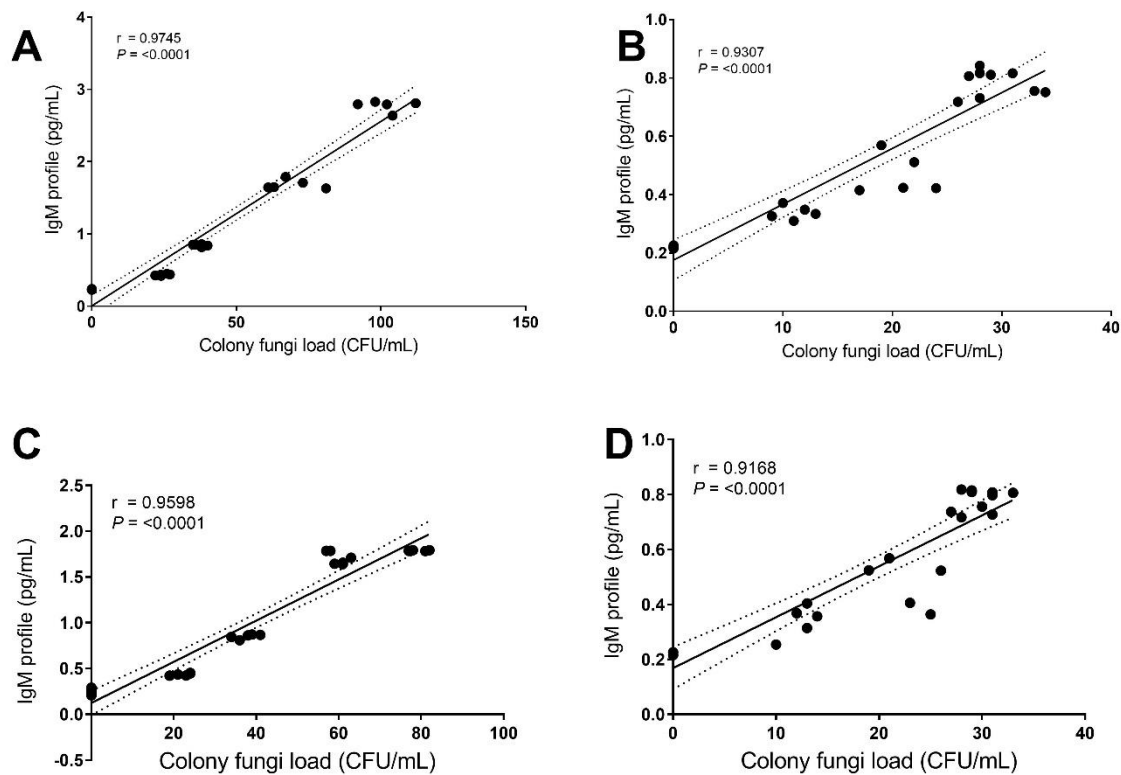 A
r = 0.9745
P = <0.0001
IgM profile (pg/mL)
4
3
2
1
0
0 50 100 150
Colony fungi load (CFU/mL)
B
r = 0.9307
P = <0.0001
IgM profile (pg/mL)
1.0
0.8
0.6
0.4
0.2
0.0
0 10 20 30 40
Colony fungi load (CFU/mL)
C
r = 0.9598
P = <0.0001
IgM profile (pg/mL)
2.5
2.0
1.5
1.0
0.5
0.0
-0.5
20 40 60 80 100
Colony fungi load (CFU/mL)
D
r = 0.9168
P = <0.0001
IgM profile (pg/mL)
1.0
0.8
0.6
0.4
0.2
0.0
0 10 20 30 40
Colony fungi load (CFU/mL)